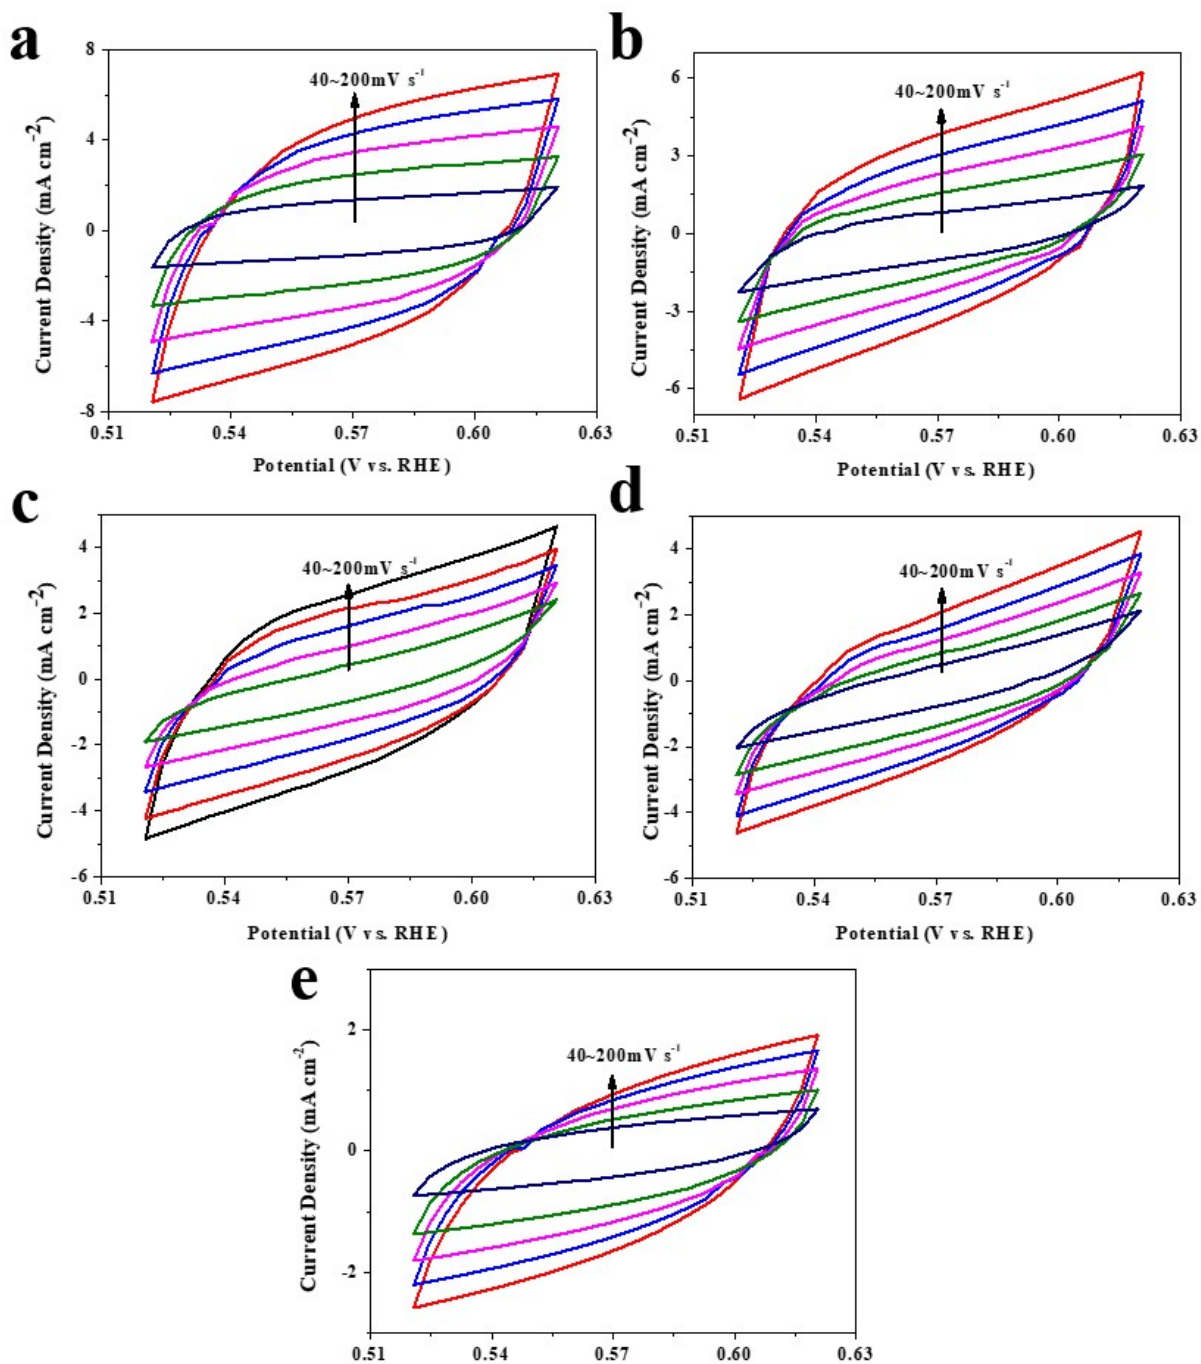 a
8
4
0
-4
-8
Current Density (mA cm-2)
40~200mV s-1
0.51 0.54 0.57 0.60 0.63
Potential (V vs. RHE)
b
6
3
0
-3
-6
Current Density (mA cm-2)
40~200mV s-1
0.51 0.54 0.57 0.60 0.63
Potential (V vs. RHE)
c
4
2
0
-2
-4
-6
Current Density (mA cm-2)
40~200mV s-1
0.51 0.54 0.57 0.60 0.63
Potential (V vs. RHE)
d
4
2
0
-2
-4
-6
Current Density (mA cm-2)
40~200mV s-1
0.51 0.54 0.57 0.60 0.63
Potential (V vs. RHE)
e
2
0
-2
Current Density (mA cm-2)
40~200mV s-1
0.51 0.54 0.57 0.60 0.63